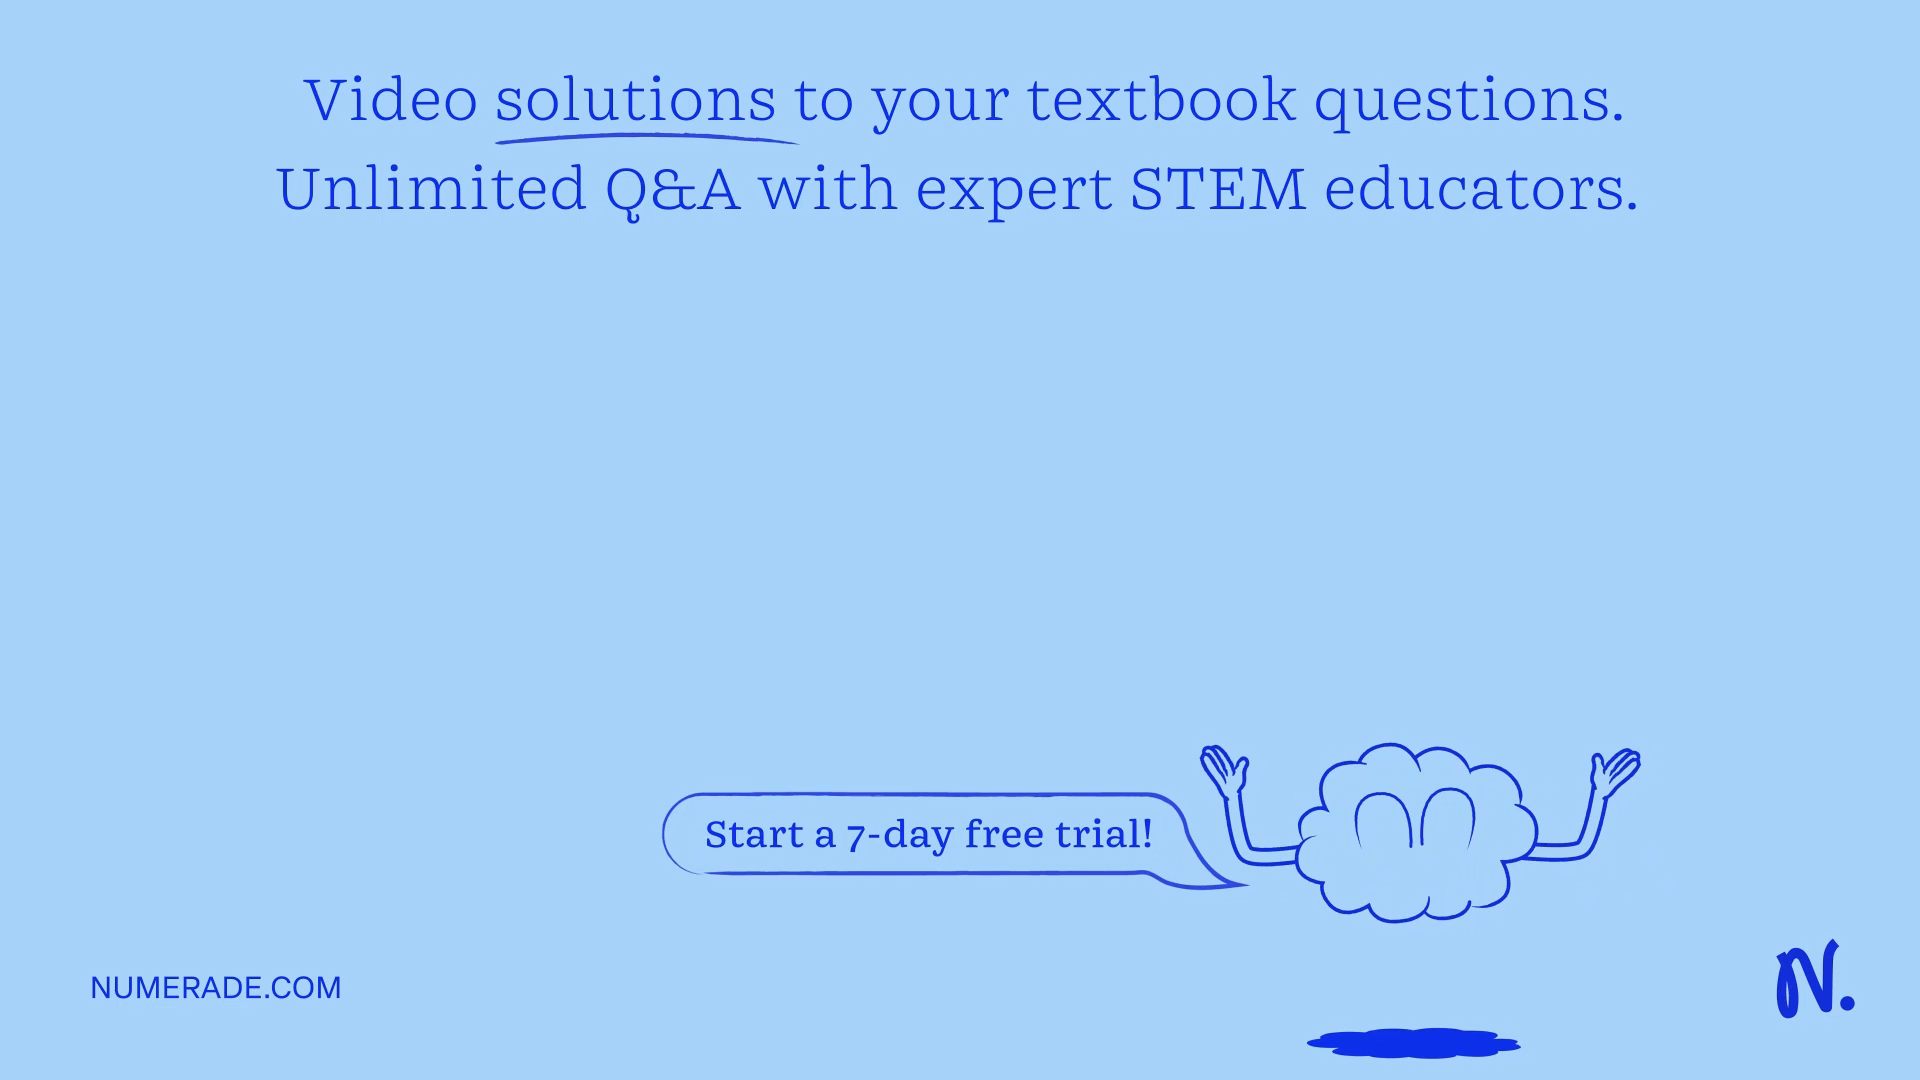 Video solutions to your textbook questions.
Unlimited Q&A with expert STEM educators.
Start a 7-day free trial!
NUMERADE.COM
N.